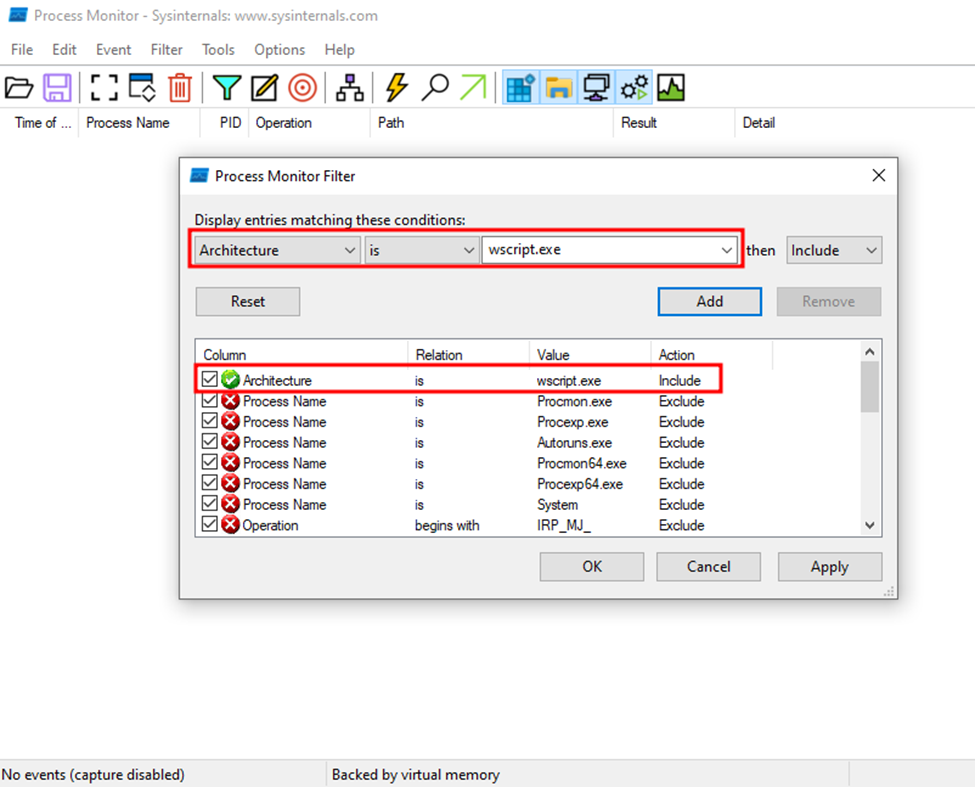 Process Monitor - Sysinternals: www.sysinternals.com
File Edit Event Filter Tools Options Help
Time of ... Process Name PID Operation Path Result Detail
Process Monitor Filter
Display entries matching these conditions:
Architecture is wscript.exe then Include
Reset Add Remove
Column Relation Value Action
Architecture is wscript.exe Include
Process Name is Procmon.exe Exclude
Process Name is Procexp.exe Exclude
Process Name is Autoruns.exe Exclude
Process Name is Procmon64.exe Exclude
Process Name is Procexp64.exe Exclude
Process Name is System Exclude
Operation begins with IRP_MJ_ Exclude
OK Cancel Apply
No events (capture disabled) Backed by virtual memory